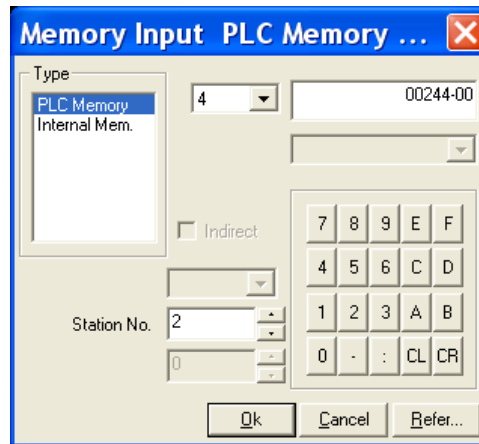 Memory Input PLC Memory ...
Type
PLC Memory
Internal Mem.
4
00244-00
Indirect
7 8 9 E F
4 5 6 C D
1 2 3 A B
0 - : CL CR
Station No. 2
0
Ok Cancel Refer...